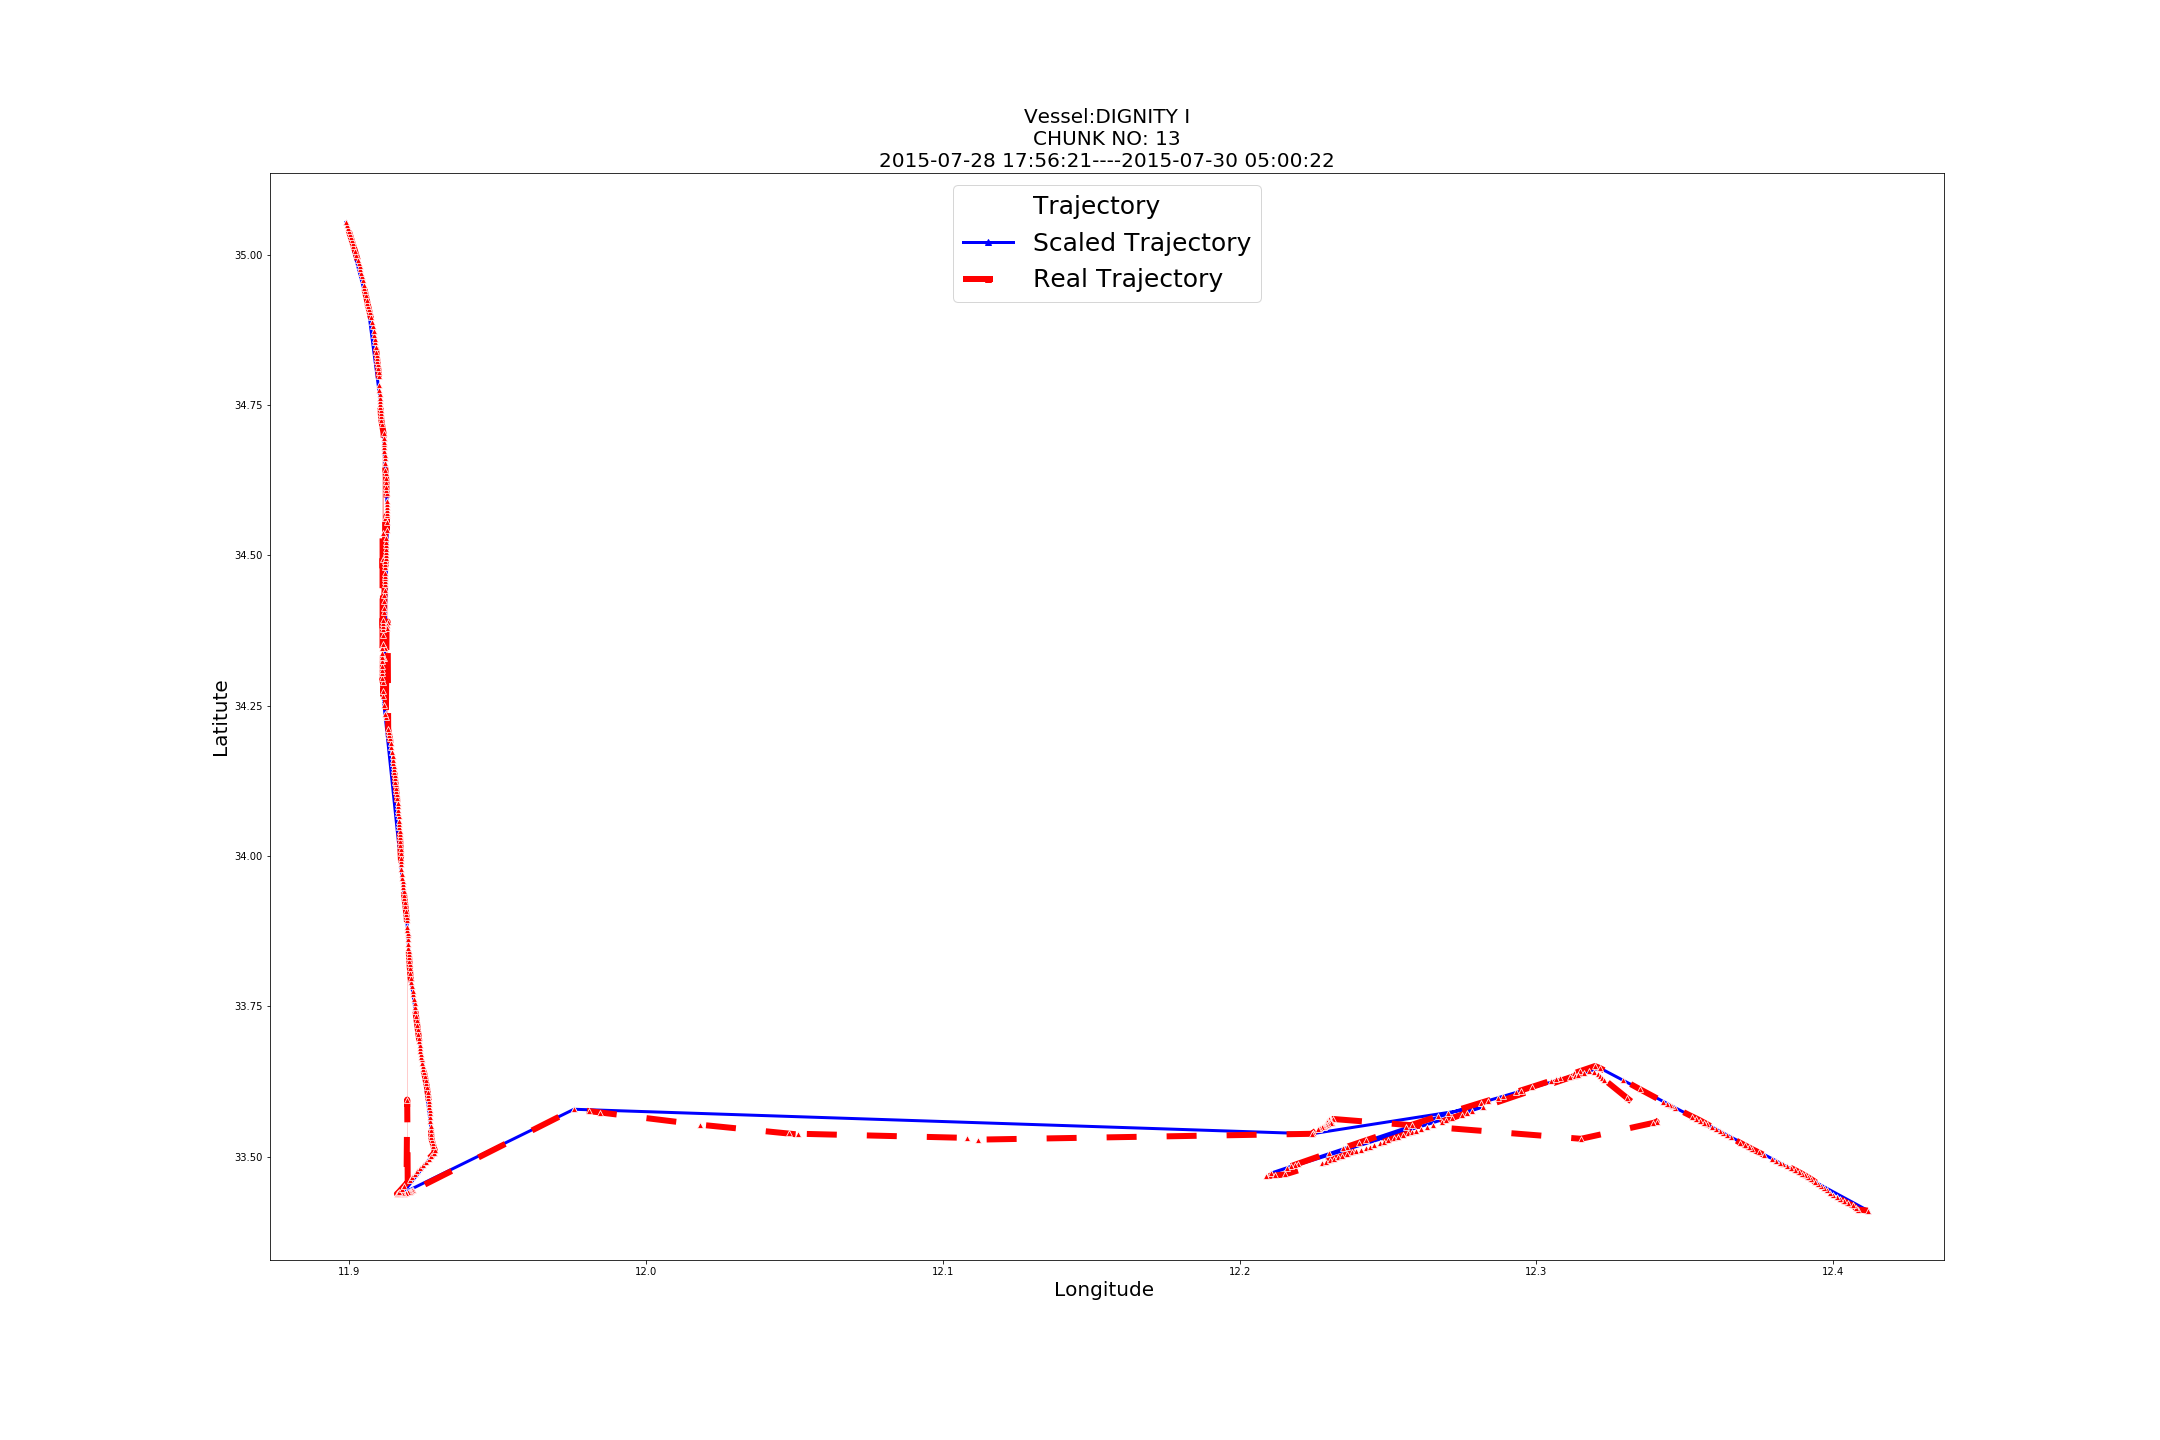 Vessel:DIGNITY I
CHUNK NO: 13
2015-07-28 17:56:21----2015-07-30 05:00:22
Trajectory
Scaled Trajectory
Real Trajectory
35.00
34.75
34.50
34.25
34.00
33.75
33.50
Latitute
11.9
12.0
12.1
12.2
12.3
12.4
Longitude